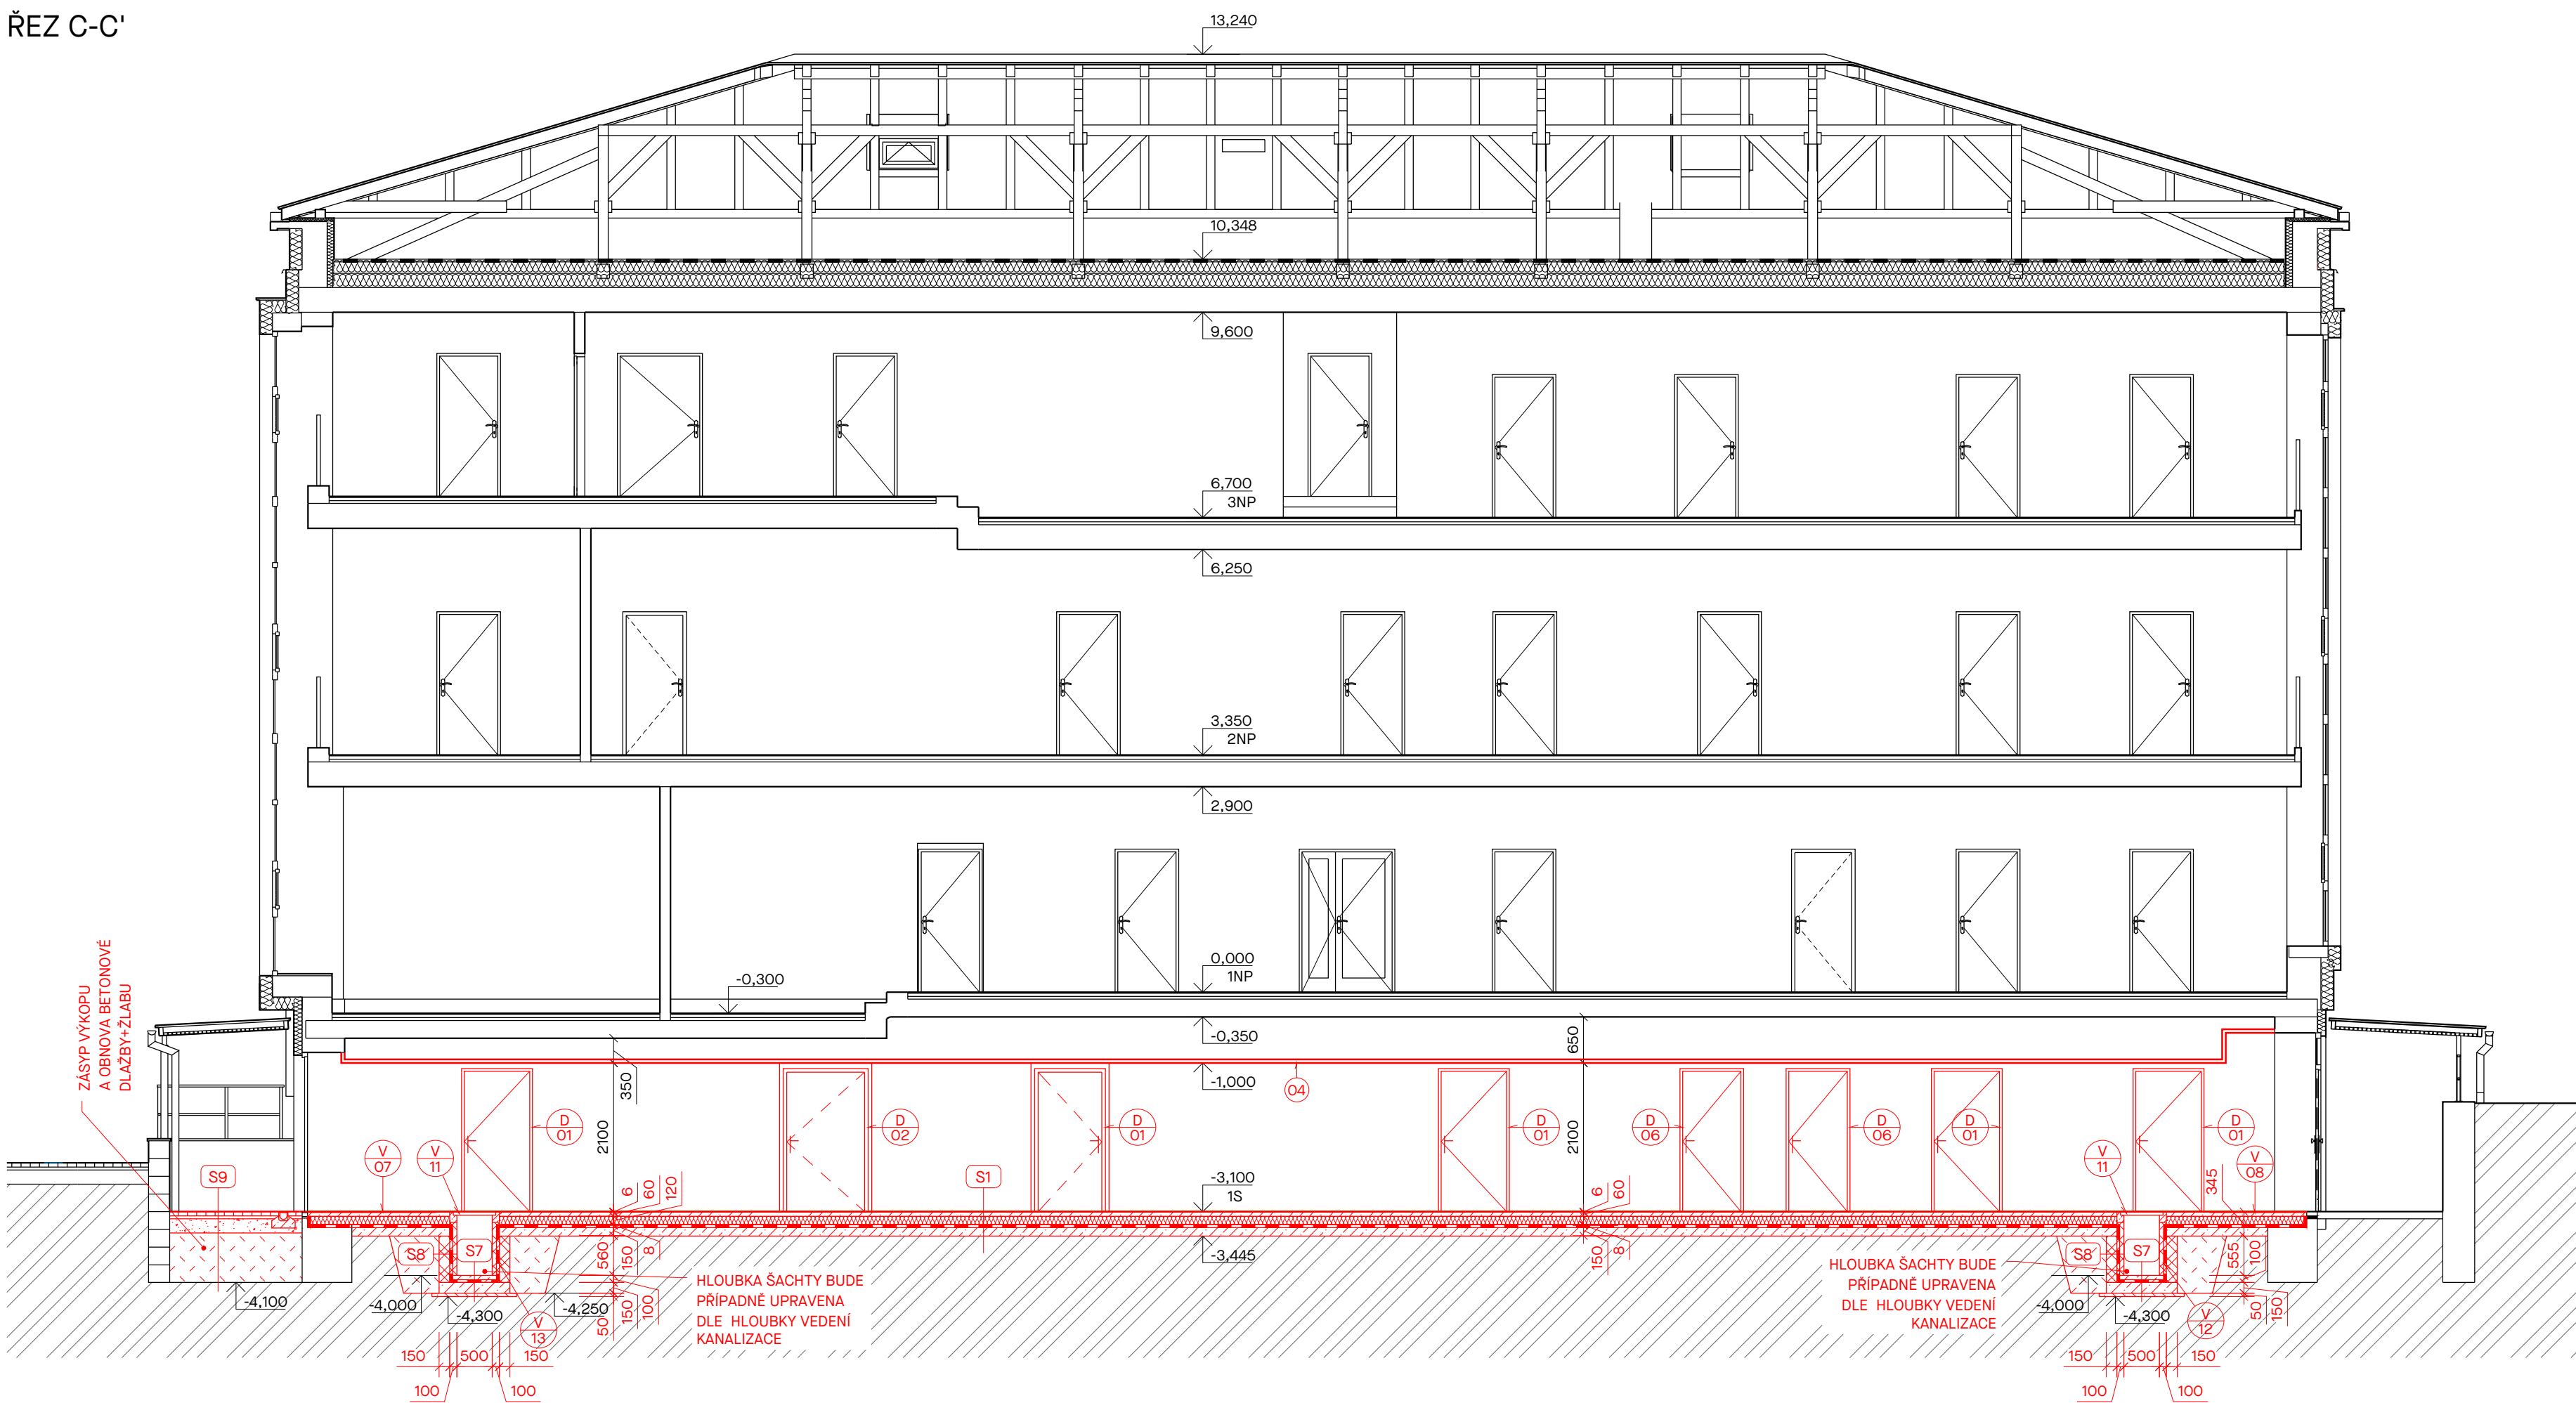 ŘEZ C-C'
13,240
10,348
9,600
6,700
3NP
6,250
3,350
2NP
2,900
0,000
1NP
-0,300
-0,350
650
-1,000
04
350
2100
2100
ZÁSYP VÝKOPU
A OBNOVA BETONOVÉ
DLAŽBY+ŽLABU
D
01
D
02
D
01
D
01
D
06
D
06
D
01
D
01
V
07
V
11
V
11
V
08
S9
S1
-3,100
1S
6
60
120
6
60
345
S8
S7
560
150
8
-3,445
150
8
S8
S7
555
100
HLOUBKA ŠACHTY BUDE
PŘÍPADNĚ UPRAVENA
DLE HLOUBKY VEDENÍ
KANALIZACE
HLOUBKA ŠACHTY BUDE
PŘÍPADNĚ UPRAVENA
DLE HLOUBKY VEDENÍ
KANALIZACE
-4,100
-4,000
-4,300
-4,250
50
150
100
V
13
-4,000
-4,300
V
12
50
150
150
500
150
100
100
150
500
150
100
100